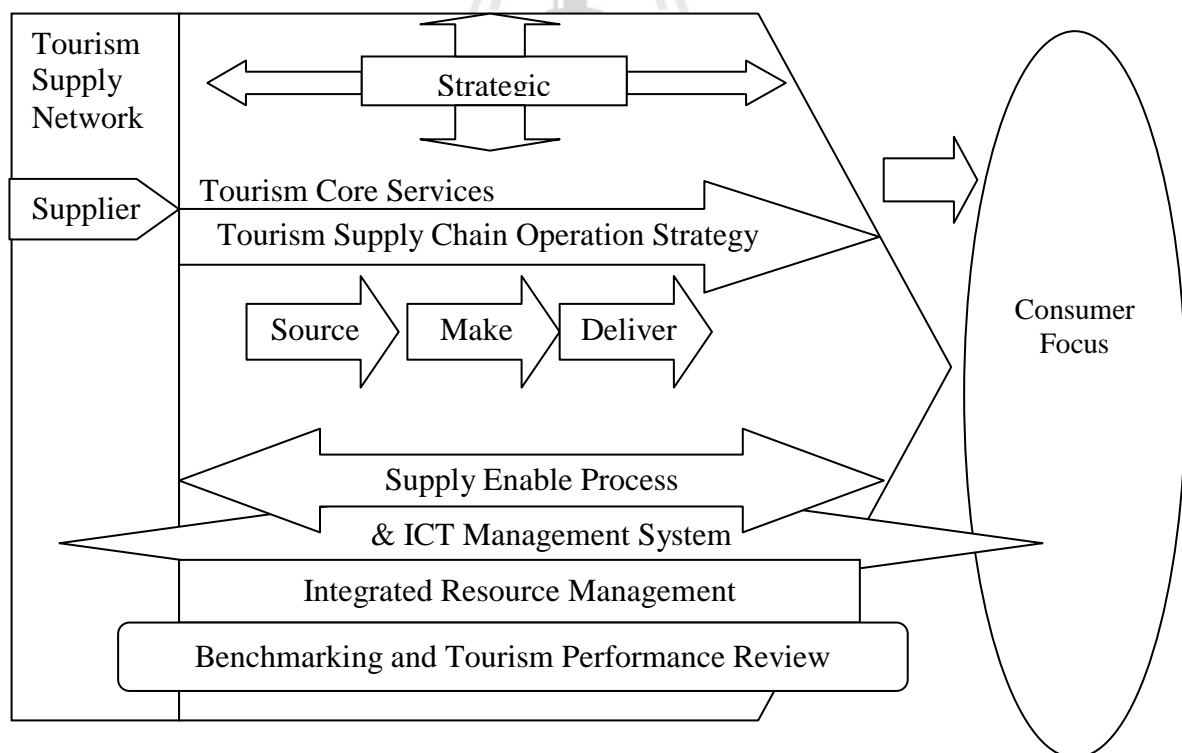 Tourism
Supply
Network
Strategic
Supplier
Tourism Core Services
Tourism Supply Chain Operation Strategy
Source
Make
Deliver
Consumer
Focus
Supply Enable Process
& ICT Management System
Integrated Resource Management
Benchmarking and Tourism Performance Review